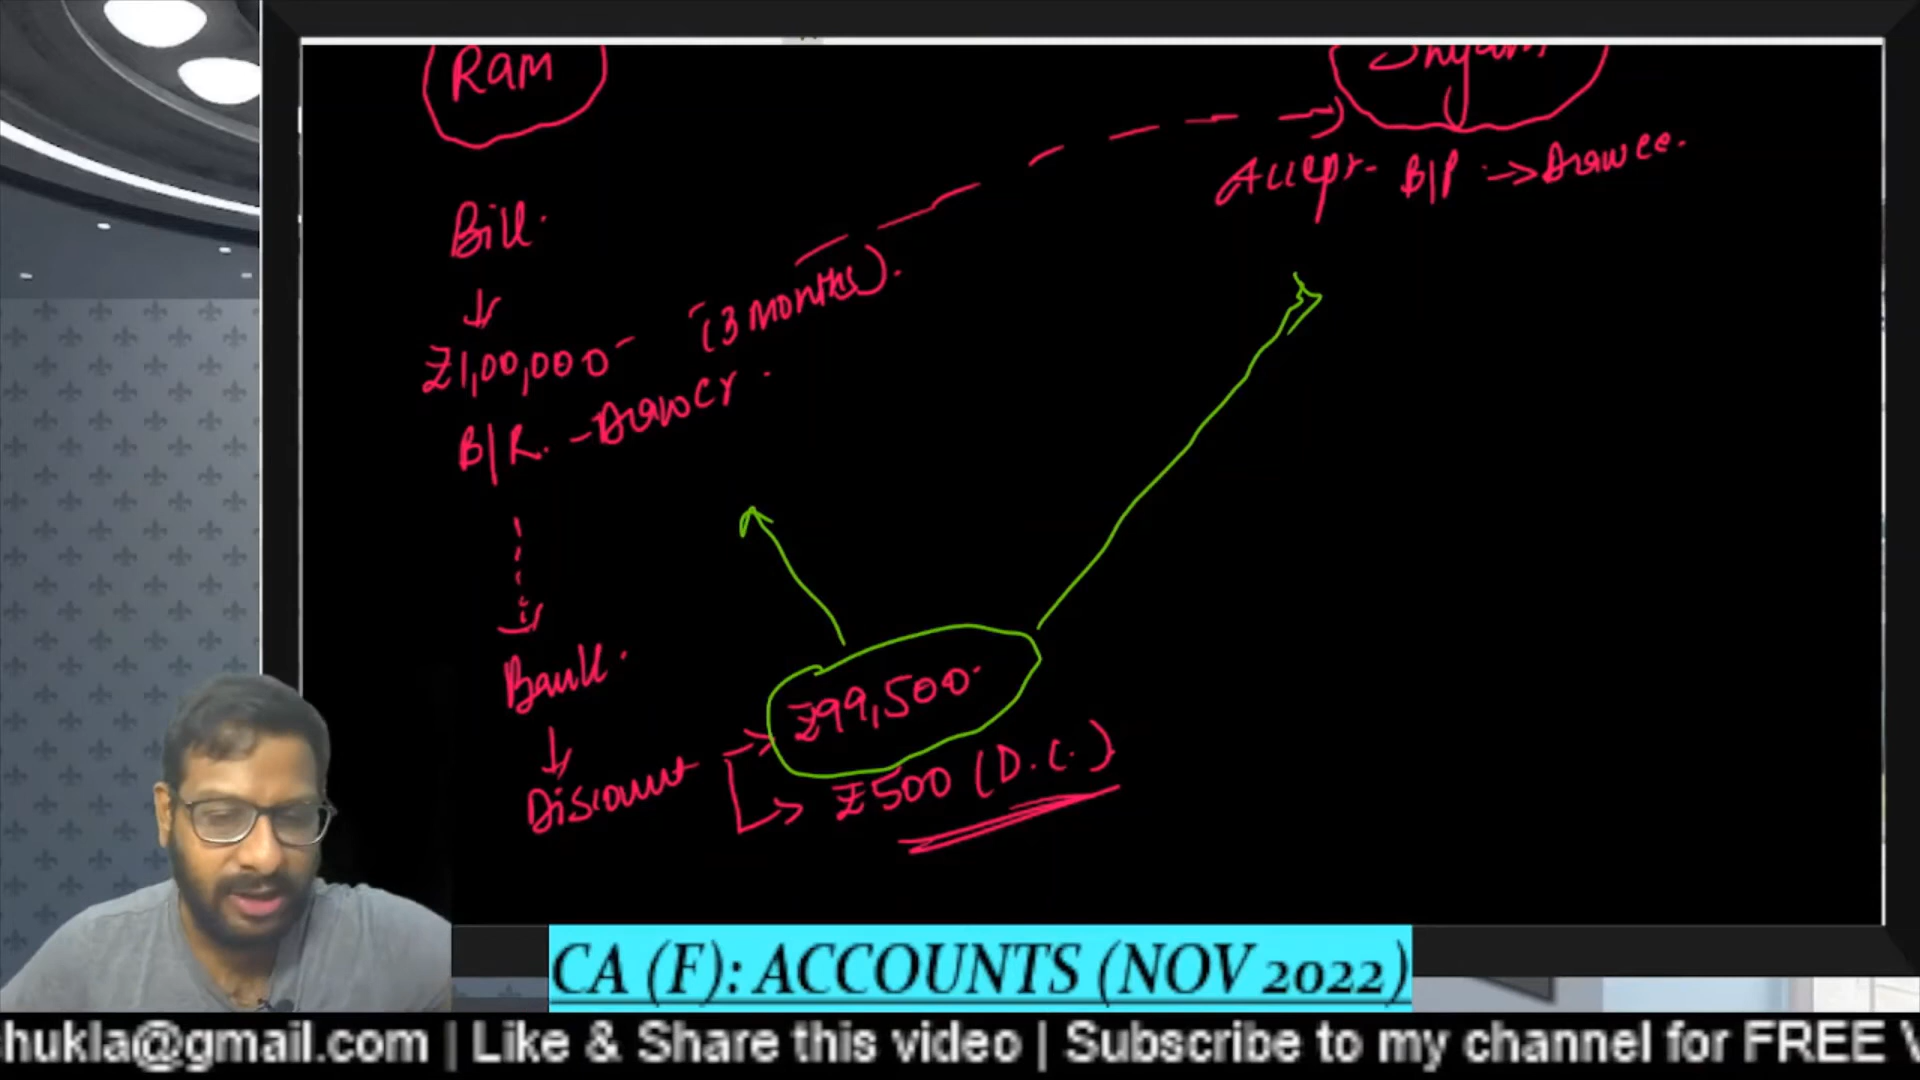 Ram
Shyam
Accept- B/P → Drawee.
Bill.
↓
₹1,00,000 (3 months).
B/R. - Drawer.
Bank.
↓
Discount → ₹99,500
→ ₹500 (D.C.)
CA (F): ACCOUNTS (NOV 2022)
hukla@gmail.com | Like & Share this video | Subscribe to my channel for FREE V